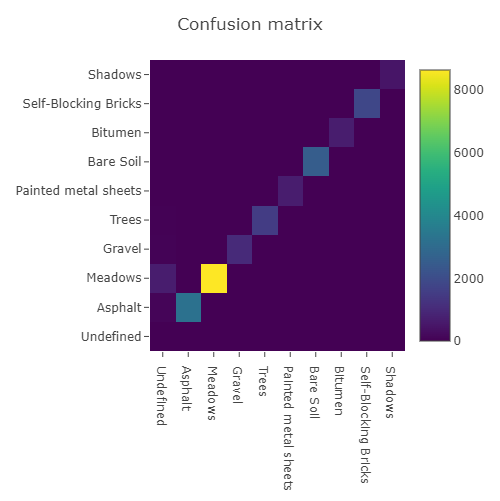 Confusion matrix
Shadows
Self-Blocking Bricks
Bitumen
Bare Soil
Painted metal sheets
Trees
Gravel
Meadows
Asphalt
Undefined
8000
6000
4000
2000
0
Undefined
Asphalt
Meadows
Gravel
Trees
Painted metal sheets
Bare Soil
Bitumen
Self-Blocking Bricks
Shadows